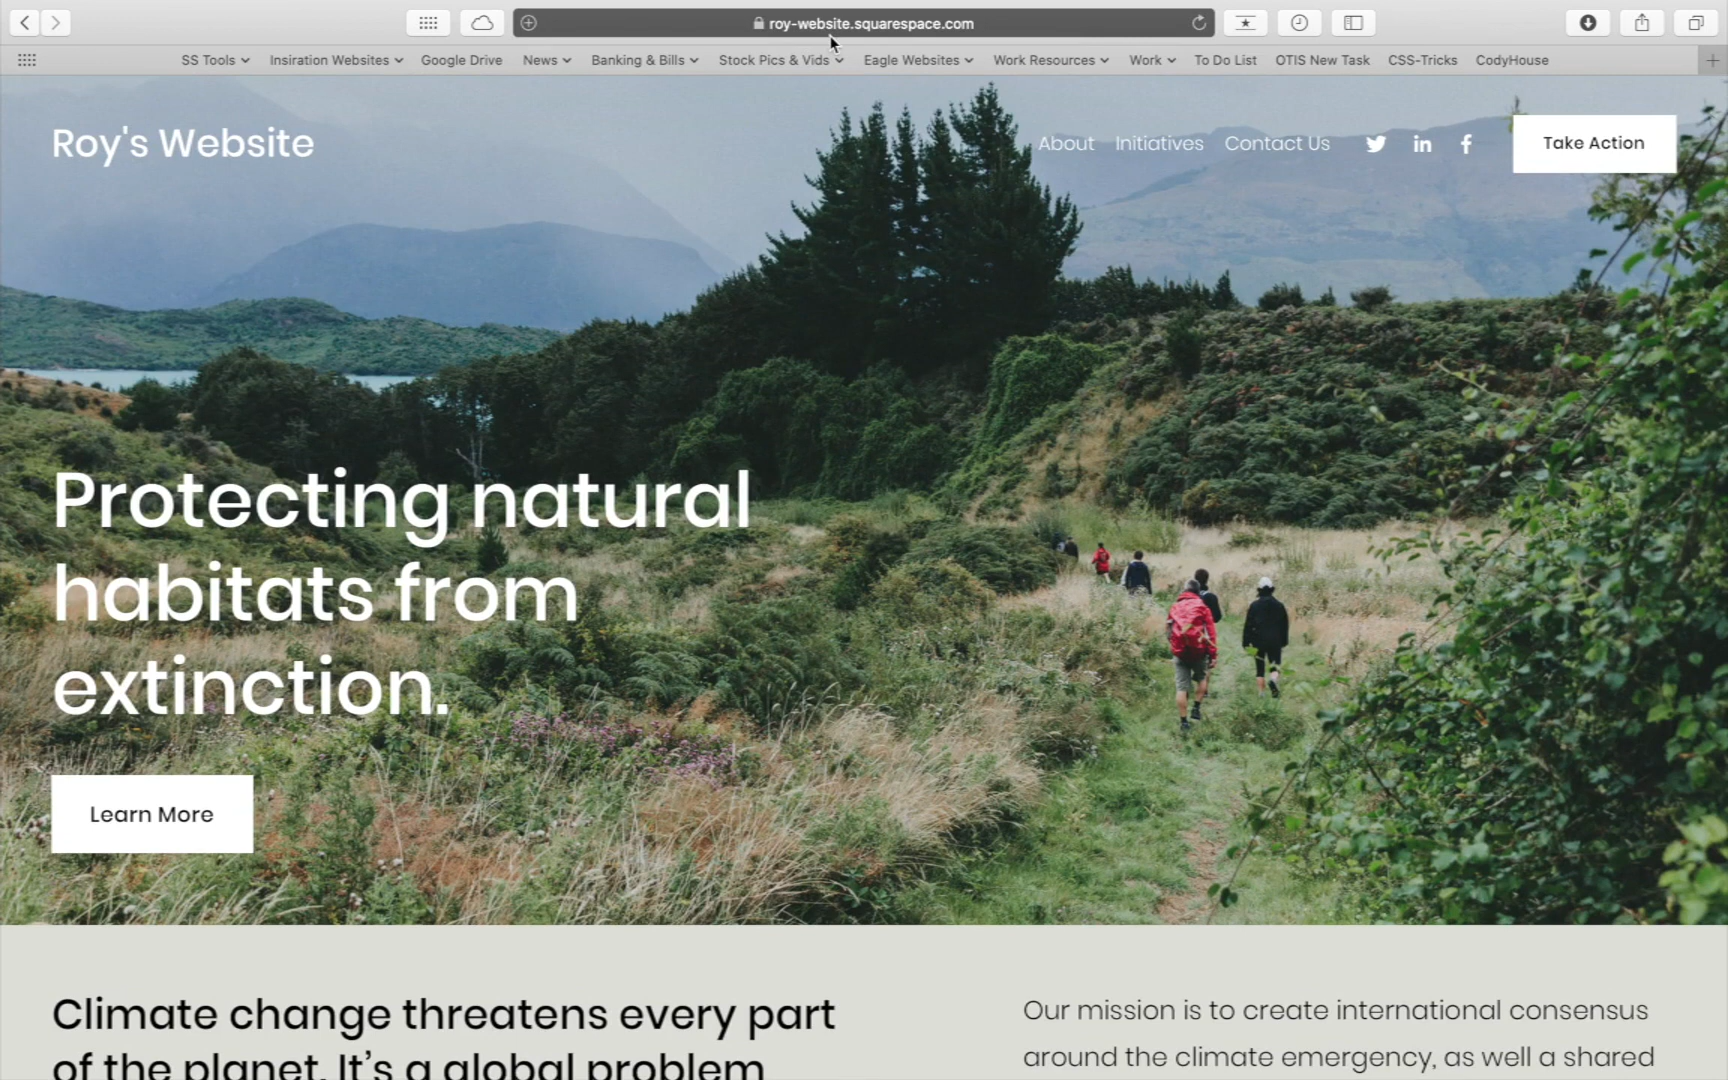 roy-website.squarespace.com
SS Tools Insiration Websites Google Drive News Banking & Bills Stock Pics & Vids Eagle Websites Work Resources Work To Do List OTIS New Task CSS-Tricks CodyHouse
Roy's Website
About Initiatives Contact Us
Take Action
Protecting natural
habitats from
extinction.
Learn More
Climate change threatens every part
of the planet. It’s a global problem
Our mission is to create international consensus
around the climate emergency, as well a shared